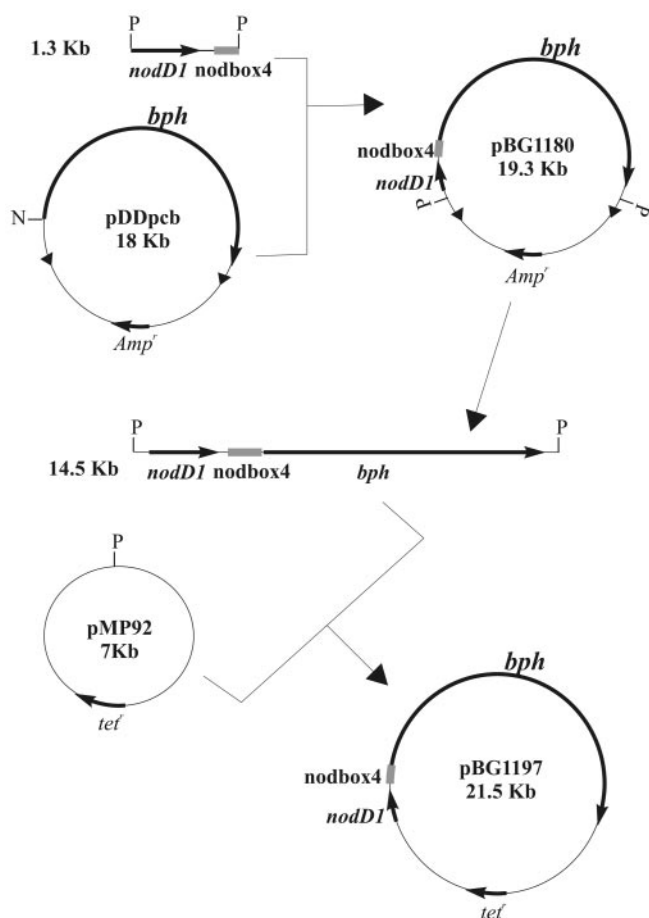 P P
1.3 Kb
nodD1 nodbox4
bph
N
pDDpcb
18 Kb
Ampʳ
bph
nodbox4
pBG1180
19.3 Kb
nodD1
P P
Ampʳ
P P
14.5 Kb
nodD1 nodbox4 bph
P
pMP92
7Kb
tetʳ
bph
nodbox4
pBG1197
21.5 Kb
nodD1
tetʳ